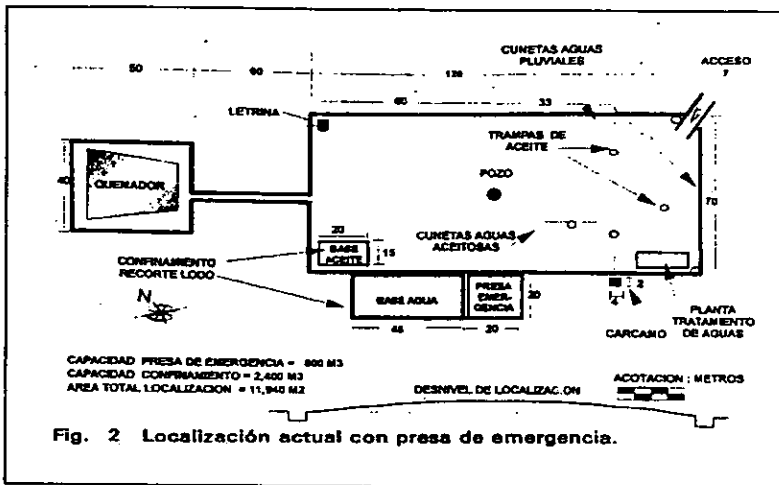 CUNETAS AGUAS
PLUVIALES
ACCESO
7
50
60
120
LETRINA
60
33
TRAMPAS DE
ACEITE
40
QUEMADOR
POZO
70
20
BASE
ACEITE
15
CUNETAS AGUAS
ACEITOSAS
CONFINAMIENTO
RECORTE LODO
N
BASE AGUA
PRESA
EMER-
GENCIA
20
2
4
PLANTA
TRATAMIENTO
DE AGUAS
CARCAMO
20
CAPACIDAD PRESA DE EMERGENCIA = 800 M3
CAPACIDAD CONFINAMIENTO = 2,400 M3
AREA TOTAL LOCALIZACION = 11,940 M2
DESNIVEL DE LOCALIZACION
ACOTACION : METROS
Fig. 2 Localización actual con presa de emergencia.